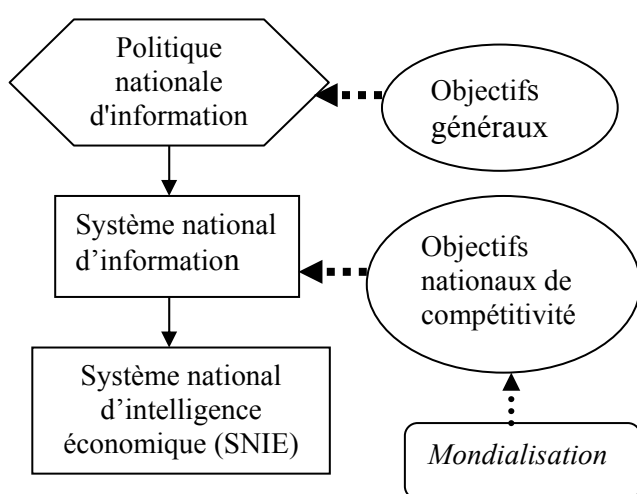 Politique
nationale
d'information
Objectifs
généraux
Système national
d’information
Objectifs
nationaux de
compétitivité
Système national
d’intelligence
économique (SNIE)
Mondialisation